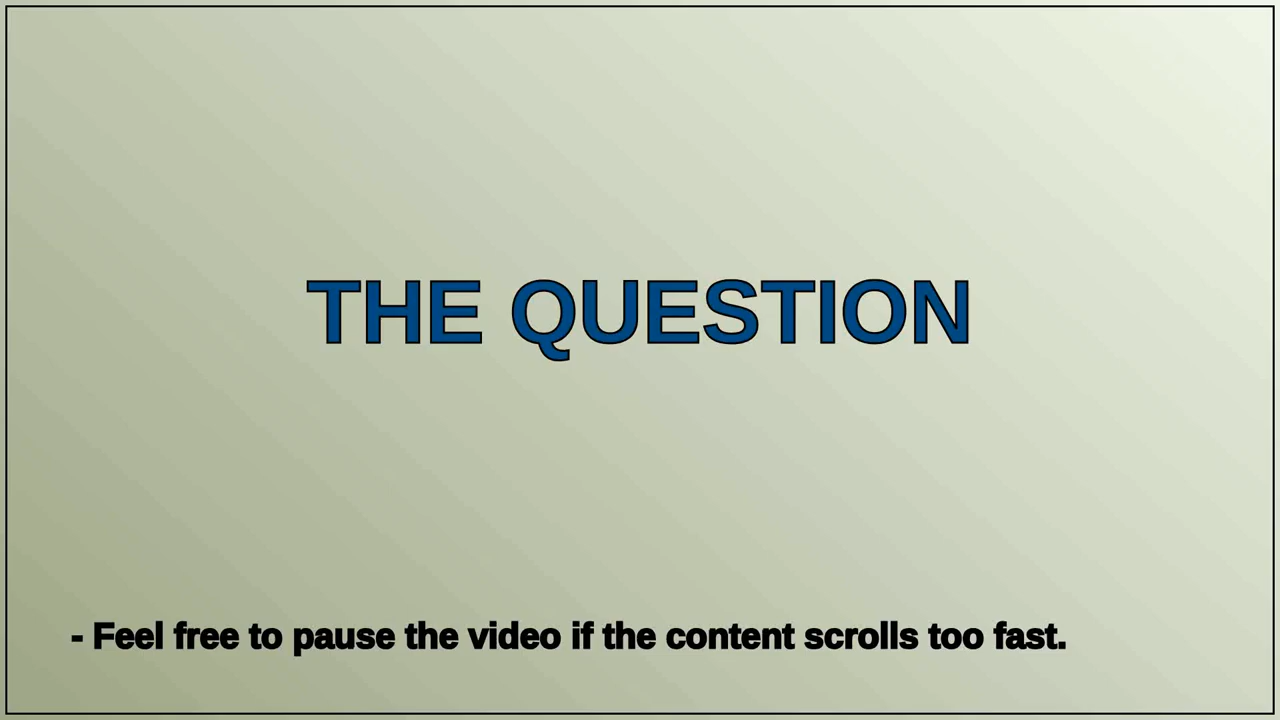 THE QUESTION
- Feel free to pause the video if the content scrolls too fast.